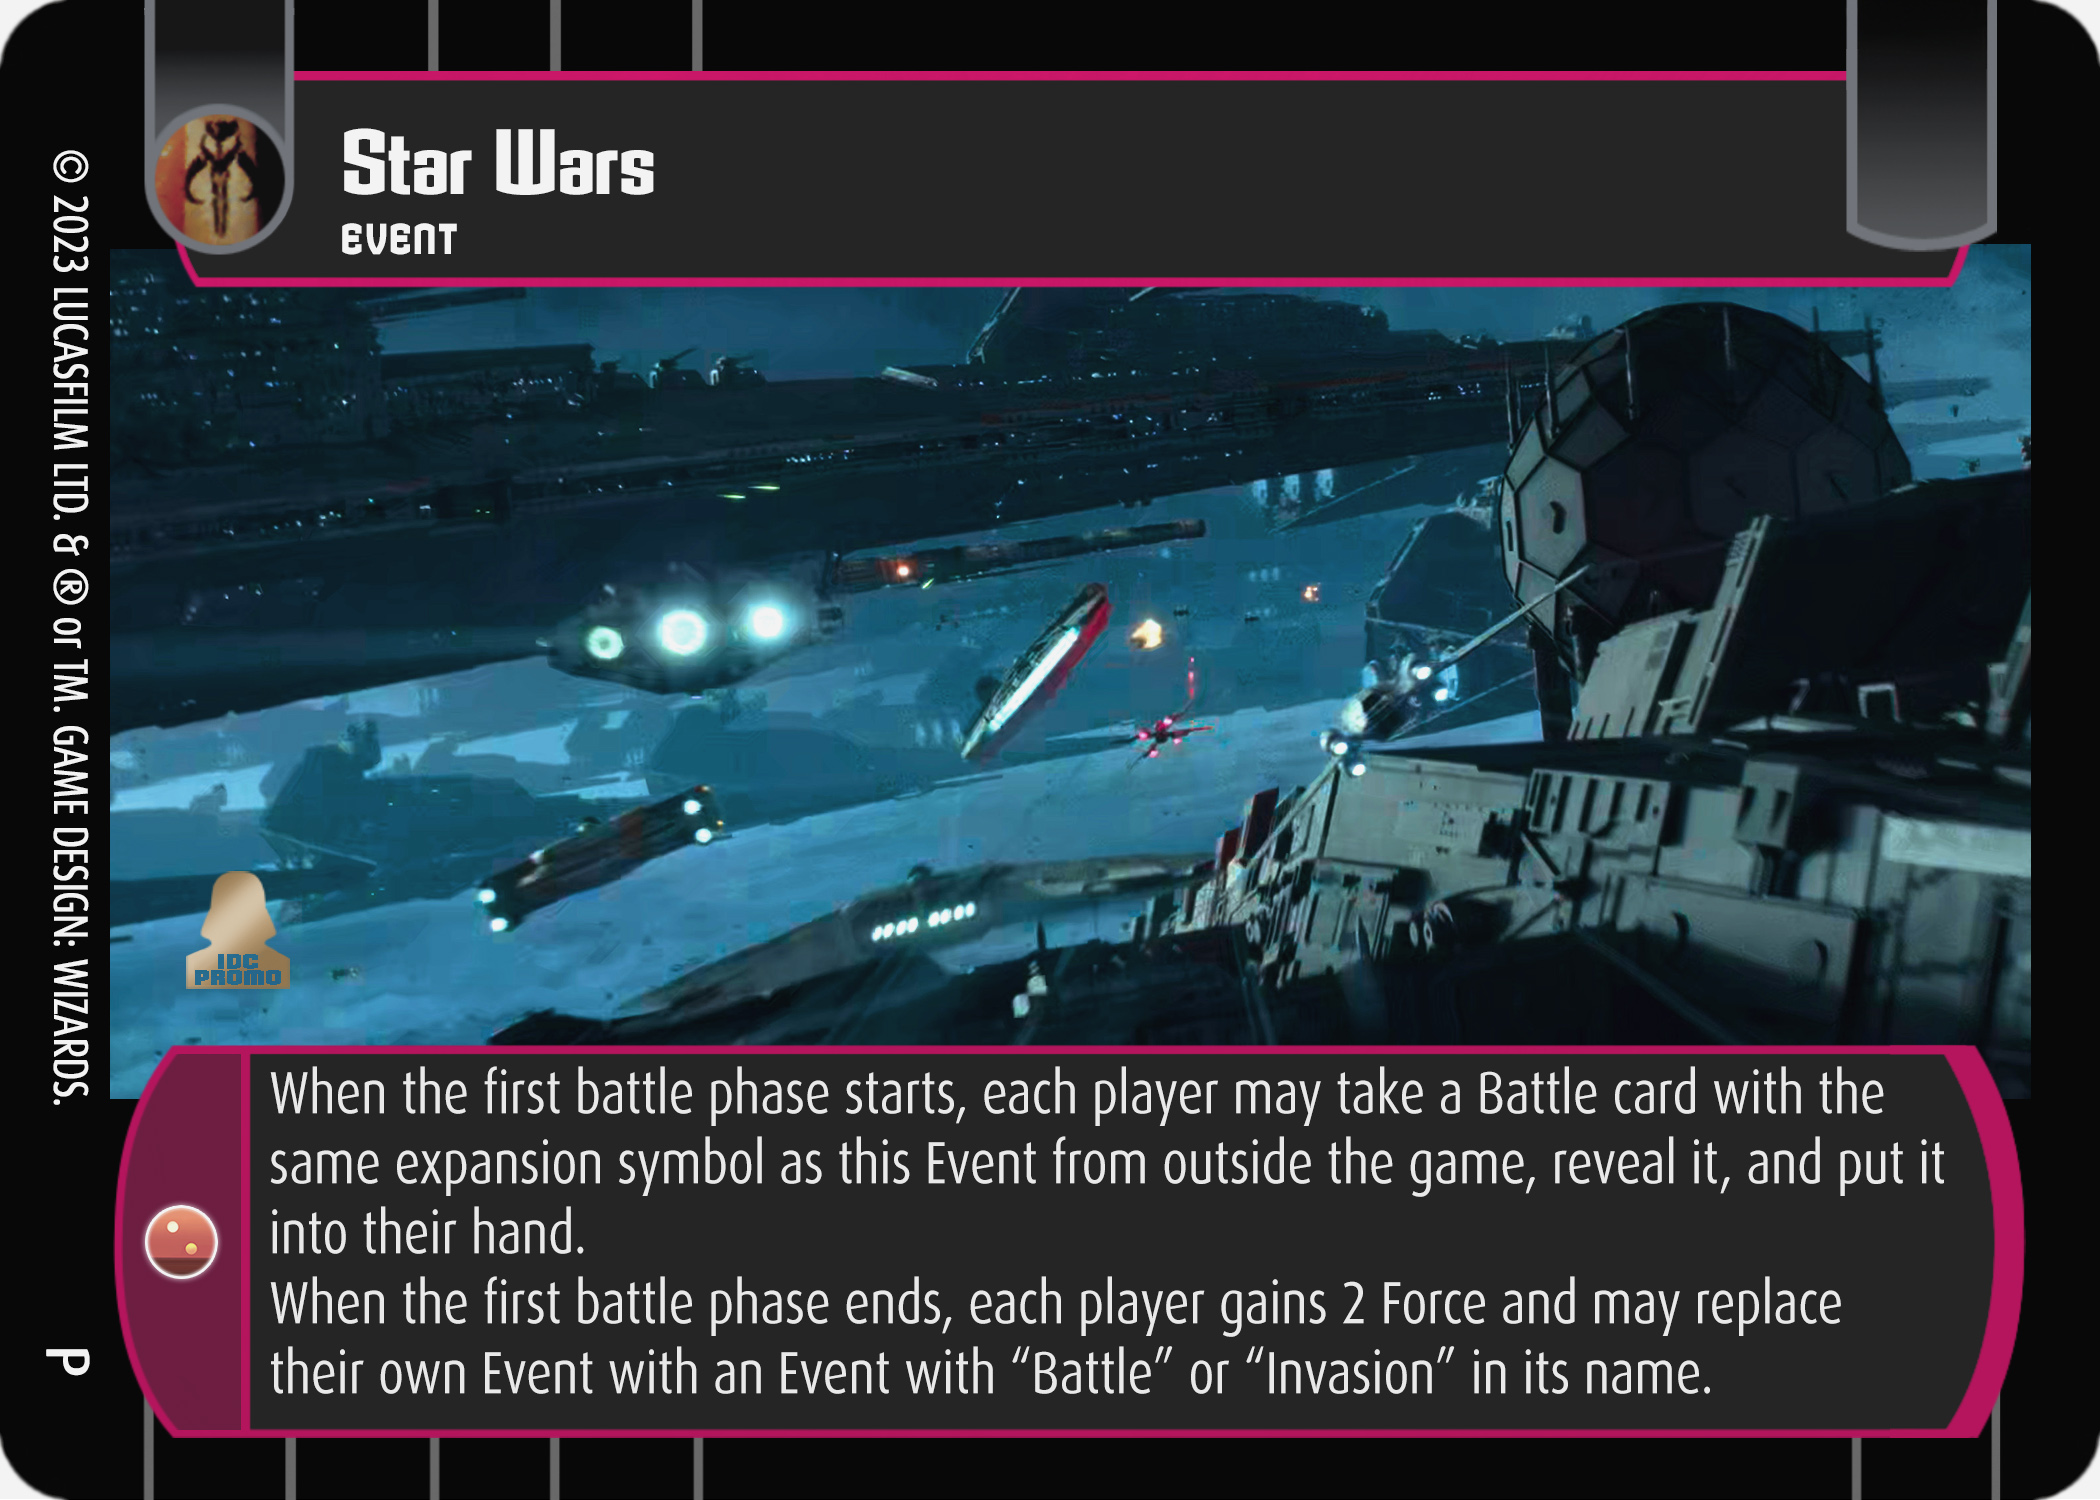 Star Wars
EVENT
© 2023 LUCASFILM LTD. & ® or TM. GAME DESIGN: WIZARDS.
P
IDC
PROMO
When the first battle phase starts, each player may take a Battle card with the
same expansion symbol as this Event from outside the game, reveal it, and put it
into their hand.
When the first battle phase ends, each player gains 2 Force and may replace
their own Event with an Event with “Battle” or “Invasion” in its name.